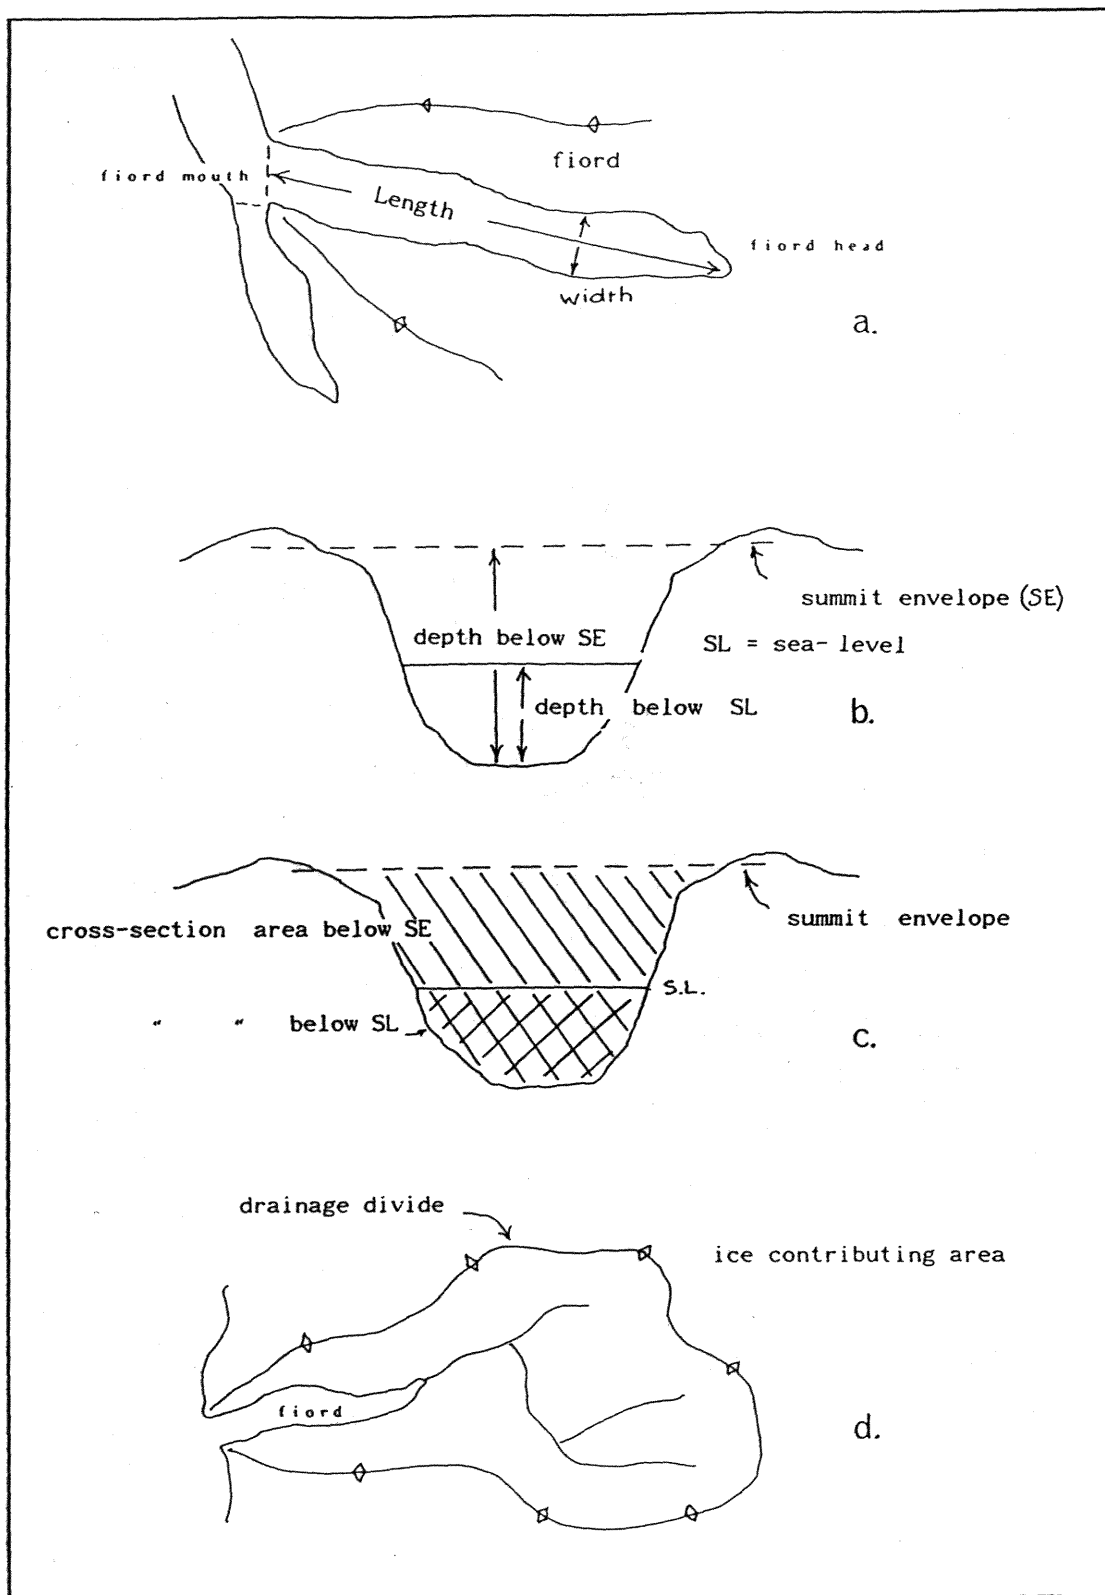 fiord
fiord mouth
Length
fiord head
width
a.
summit envelope (SE)
depth below SE
SL = sea-level
depth below SL
b.
cross-section area below SE
summit envelope
S.L.
" " below SL
c.
drainage divide
ice contributing area
fiord
d.